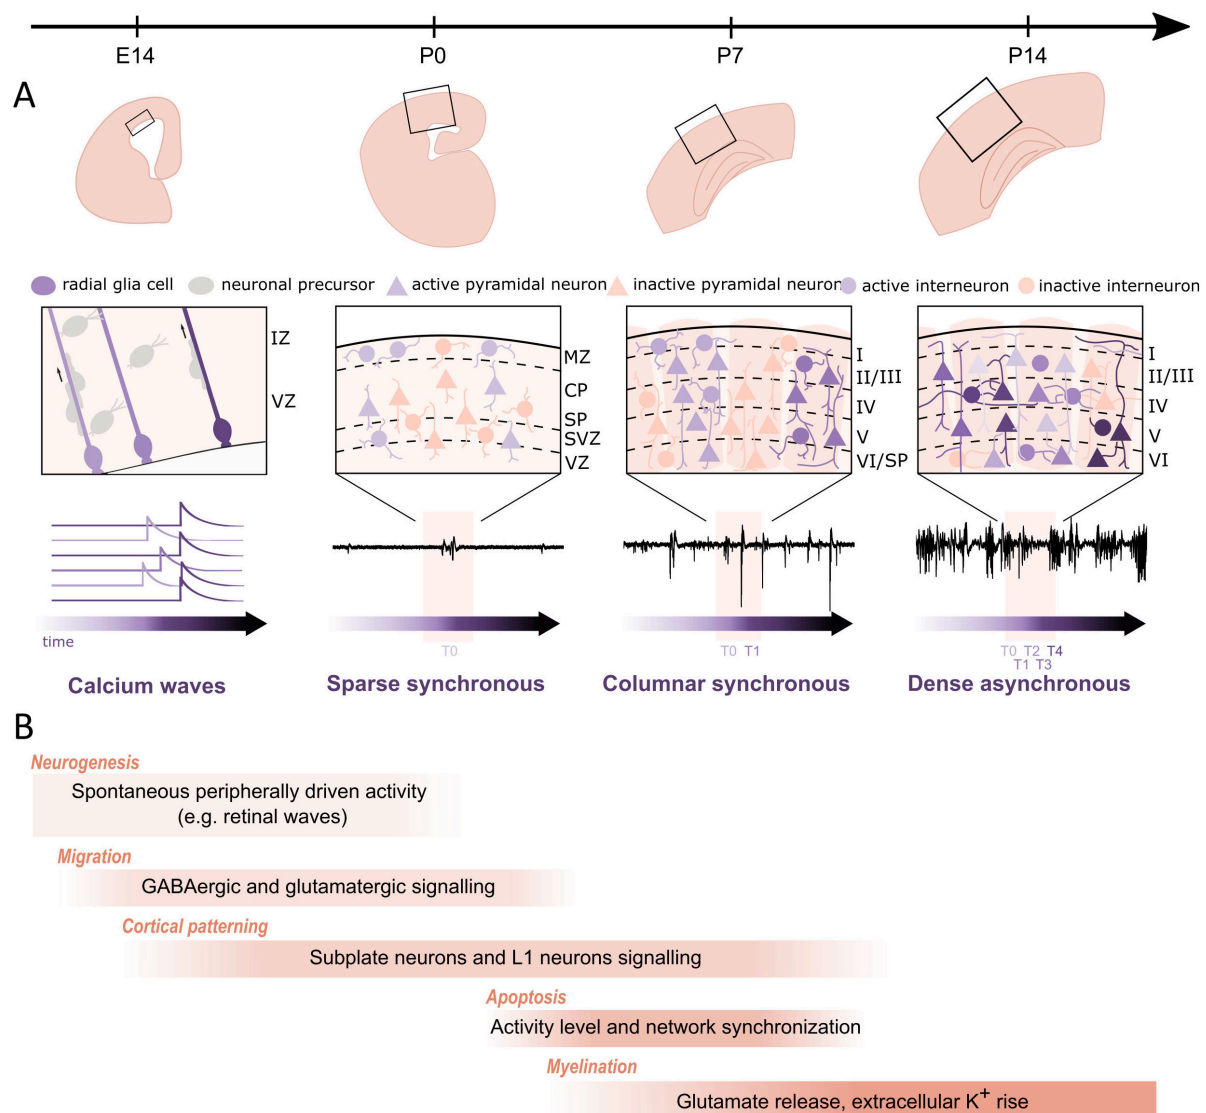 E14
P0
P7
P14
A
radial glia cell
neuronal precursor
active pyramidal neuron
inactive pyramidal neuron
active interneuron
inactive interneuron
IZ
VZ
MZ
CP
SP
SVZ
VZ
I
II/III
IV
V
VI/SP
I
II/III
IV
V
VI
time
T0
T0 T1
T0 T2 T4
T1 T3
Calcium waves
Sparse synchronous
Columnar synchronous
Dense asynchronous
B
Neurogenesis
Spontaneous peripherally driven activity
(e.g. retinal waves)
Migration
GABAergic and glutamatergic signalling
Cortical patterning
Subplate neurons and L1 neurons signalling
Apoptosis
Activity level and network synchronization
Myelination
Glutamate release, extracellular K⁺ rise